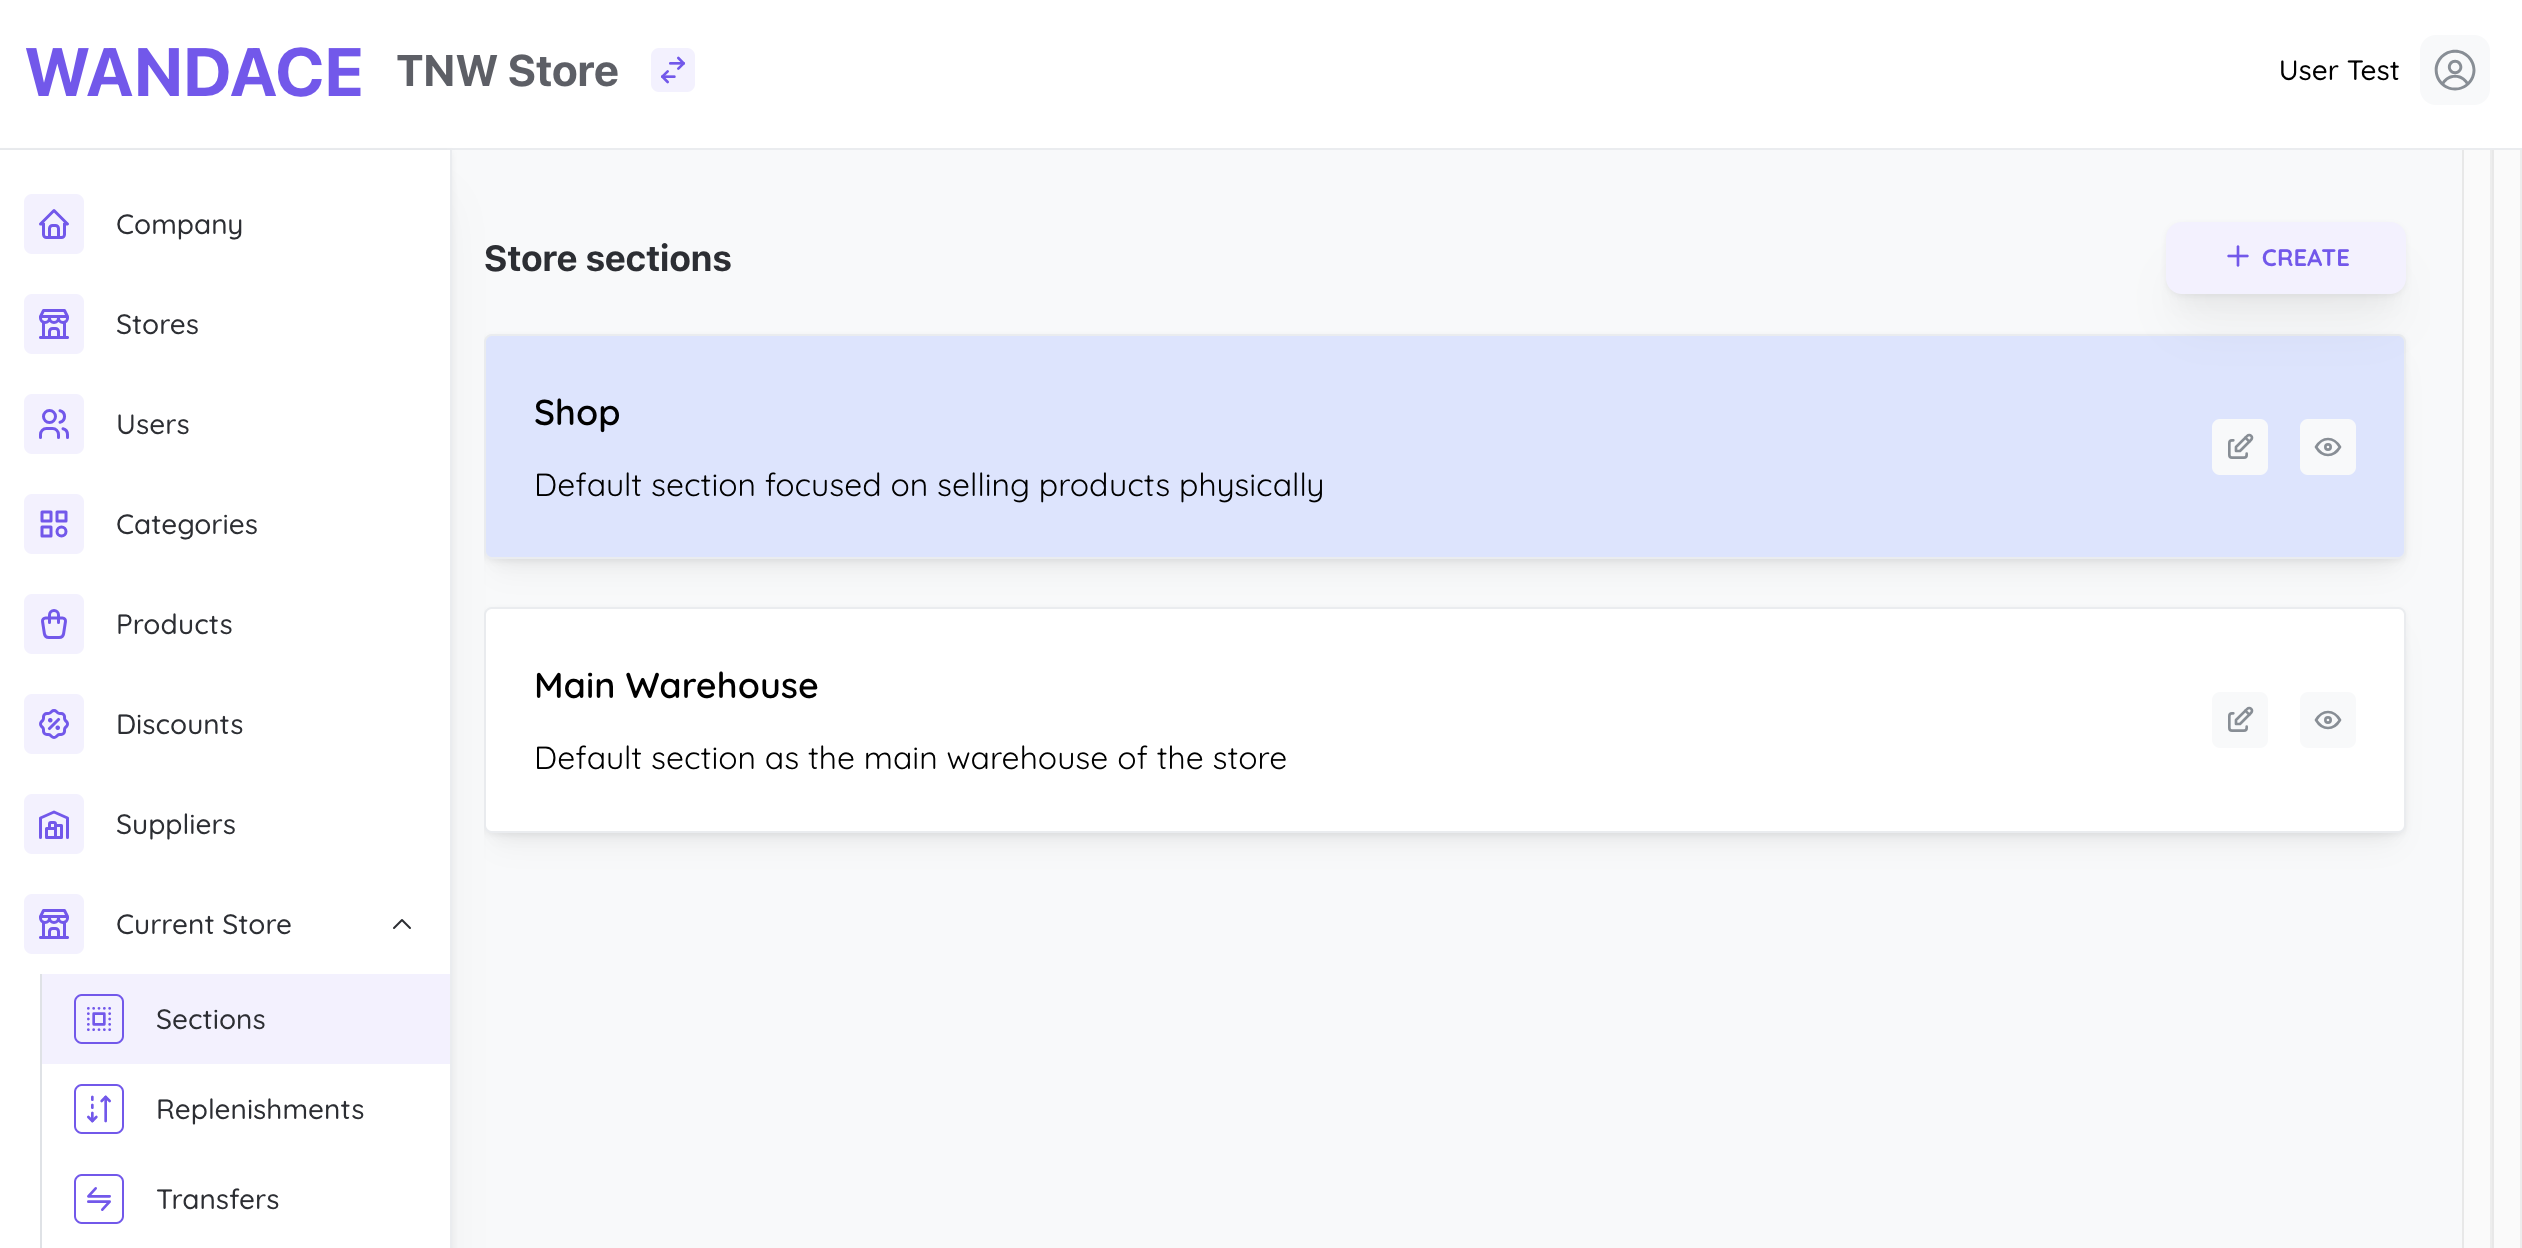 WANDACE
TNW Store
User Test
Company
Stores
Users
Categories
Products
Discounts
Suppliers
Current Store
Sections
Replenishments
Transfers
Store sections
CREATE
Shop
Default section focused on selling products physically
Main Warehouse
Default section as the main warehouse of the store